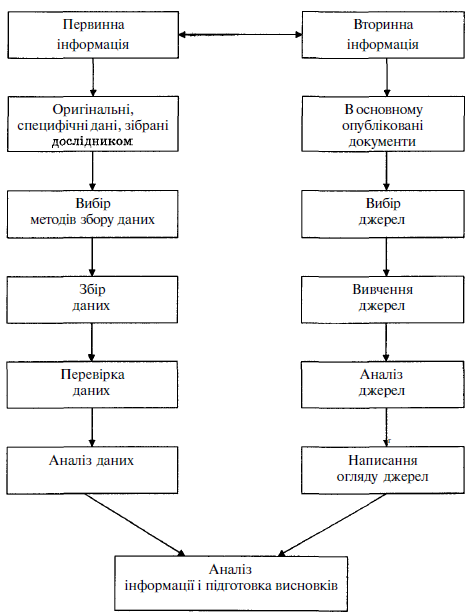 Первинна
інформація
Вторинна
інформація
Оригінальні,
специфічні дані, зібрані
дослідником
В основному
опубліковані
документи
Вибір
методів збору даних
Вибір
джерел
Збір
даних
Вивчення
джерел
Перевірка
даних
Аналіз
джерел
Аналіз даних
Написання
огляду джерел
Аналіз
інформації і підготовка висновків